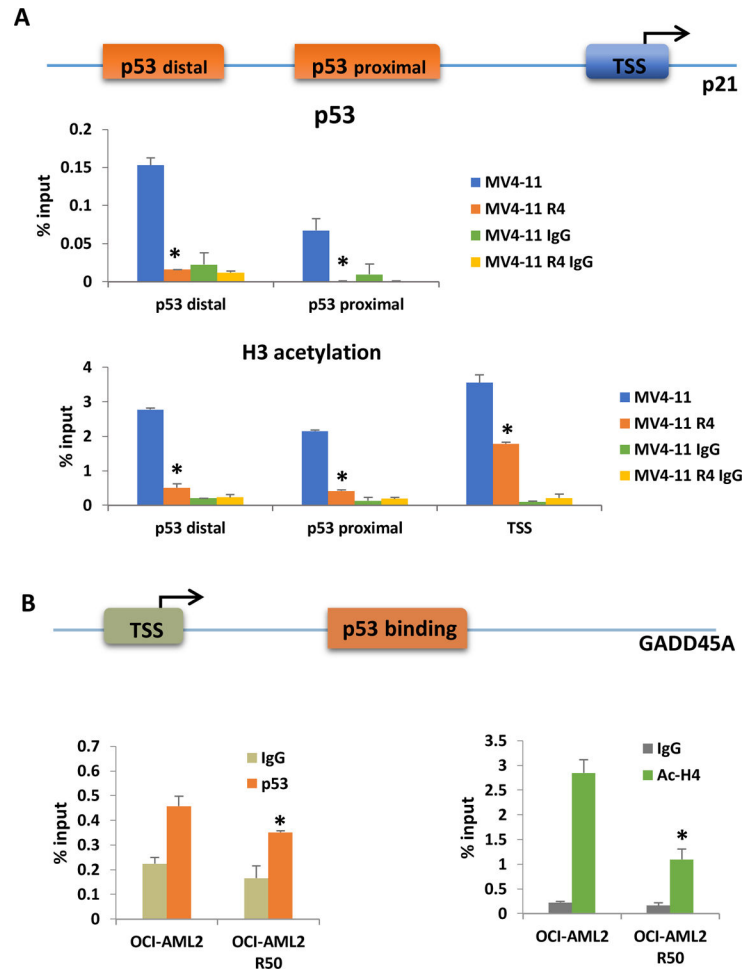 A
p53 distal
p53 proximal
TSS
p21
p53
0.2
0.15
0.1
0.05
0
% input
*
*
p53 distal
p53 proximal
MV4-11
MV4-11 R4
MV4-11 IgG
MV4-11 R4 IgG
H3 acetylation
4
3
2
1
0
% input
*
*
*
p53 distal
p53 proximal
TSS
MV4-11
MV4-11 R4
MV4-11 IgG
MV4-11 R4 IgG
B
TSS
p53 binding
GADD45A
0.7
0.6
0.5
0.4
0.3
0.2
0.1
0
% input
IgG
p53
*
OCI-AML2
OCI-AML2
R50
3.5
3
2.5
2
1.5
1
0.5
0
% input
IgG
Ac-H4
*
OCI-AML2
OCI-AML2
R50